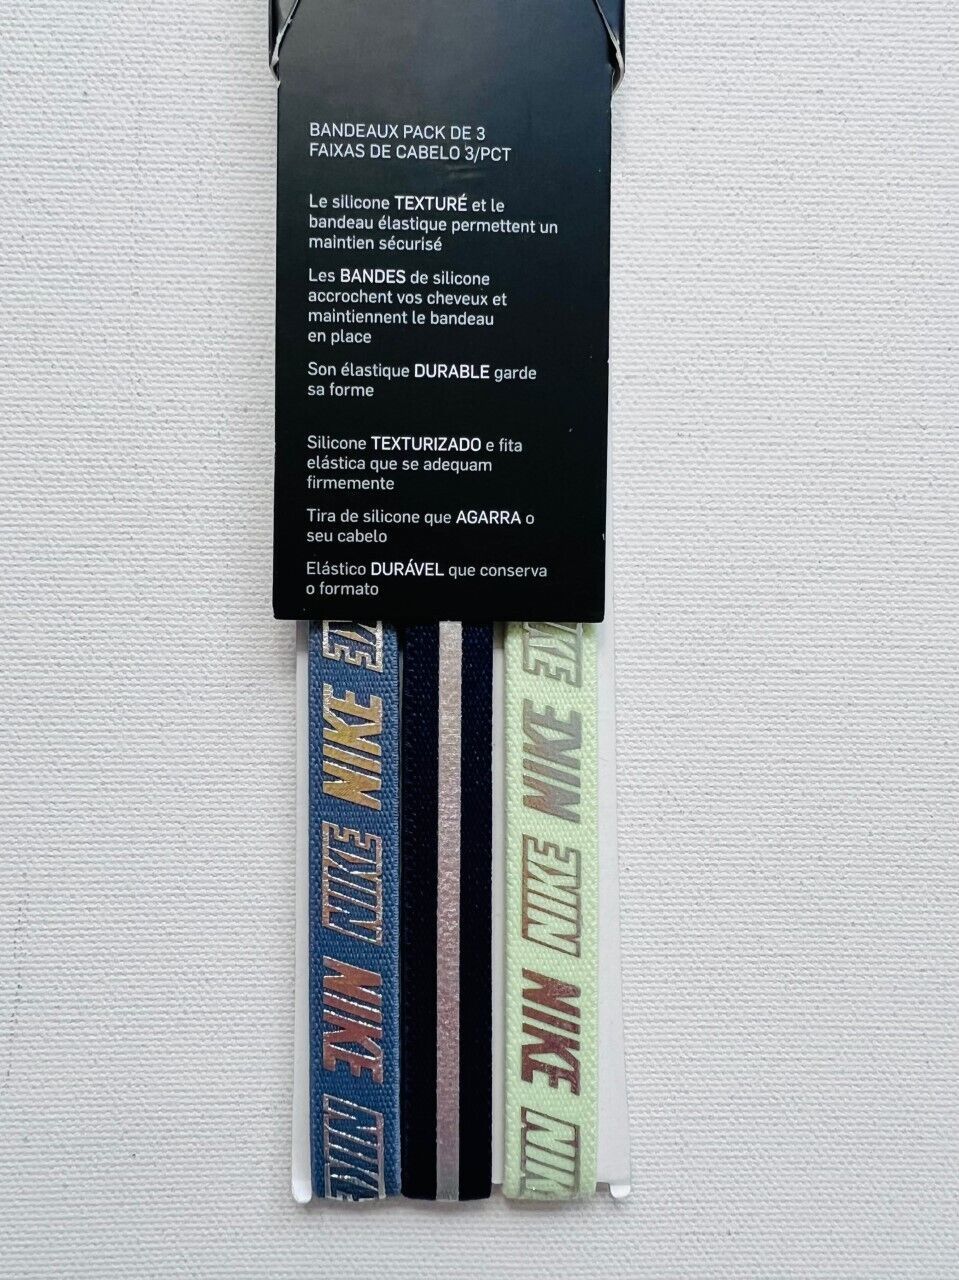 BANDEAUX PACK DE 3
FAIXAS DE CABELO 3/PCT
Le silicone TEXTURÉ et le
bandeau élastique permettent un
maintien sécurisé
Les BANDES de silicone
accrochent vos cheveux et
maintiennent le bandeau
en place
Son élastique DURABLE garde
sa forme
Silicone TEXTURIZADO e fita
elástica que se adequam
firmemente
Tira de silicone que AGARRA o
seu cabelo
Elástico DURÁVEL que conserva
o formato
NIKE
NIKE
NIKE
NIKE
NIKE
NIKE